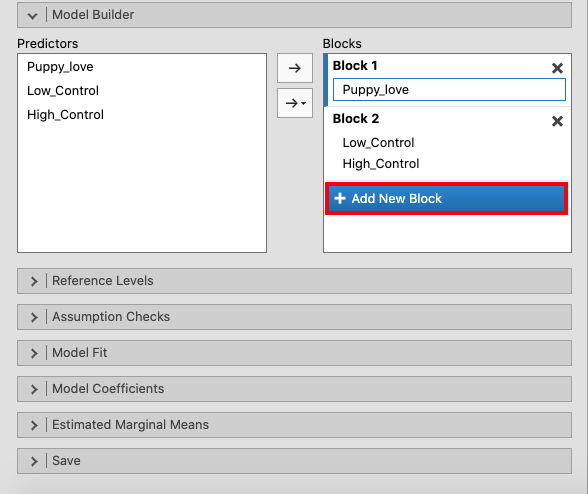 Model Builder
Predictors
Puppy_love
Low_Control
High_Control
Blocks
Block 1
Puppy_love
Block 2
Low_Control
High_Control
+ Add New Block
Reference Levels
Assumption Checks
Model Fit
Model Coefficients
Estimated Marginal Means
Save